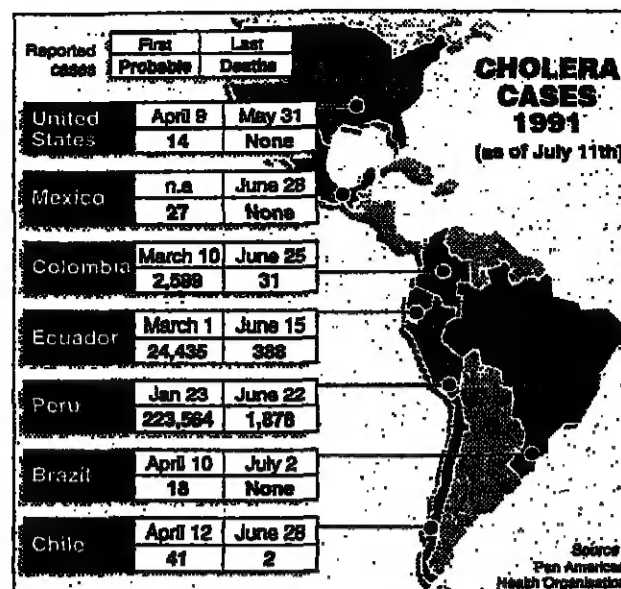 Reported cases
First Last
Probable Deaths
CHOLERA
CASES
1991
(as of July 11th)
United States
April 9 May 31
14 None
Mexico
n.a June 28
27 None
Colombia
March 10 June 25
2,589 31
Ecuador
March 1 June 15
24,435 388
Peru
Jan 23 June 22
223,564 1,878
Brazil
April 10 July 2
18 None
Chile
April 12 June 28
41 2
Source
Pan American
Health Organisation